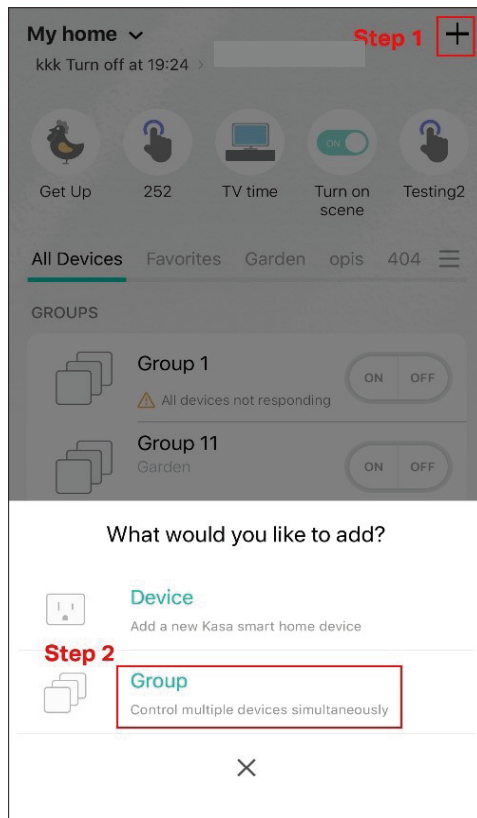 My home
Step 1
kkk Turn off at 19:24 >
ON
Get Up
252
TV time
Turn on
scene
Testing2
All Devices
Favorites
Garden
opis
404
GROUPS
Group 1
All devices not responding
ON OFF
Group 11
Garden
ON OFF
What would you like to add?
Device
Add a new Kasa smart home device
Step 2
Group
Control multiple devices simultaneously